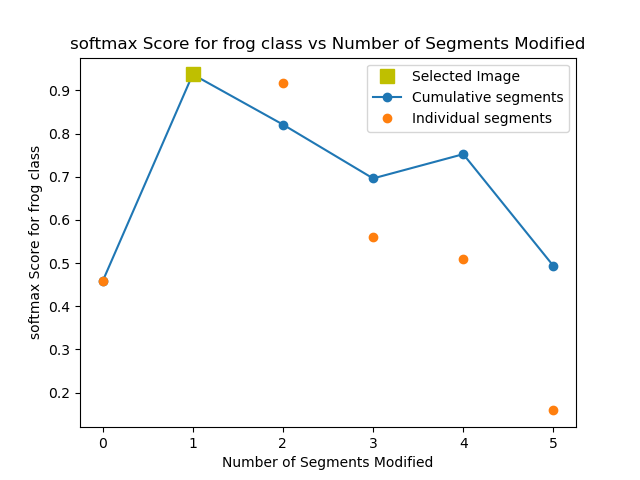 softmax Score for frog class vs Number of Segments Modified
Selected Image
Cumulative segments
Individual segments
softmax Score for frog class
0.9
0.8
0.7
0.6
0.5
0.4
0.3
0.2
0 1 2 3 4 5
Number of Segments Modified